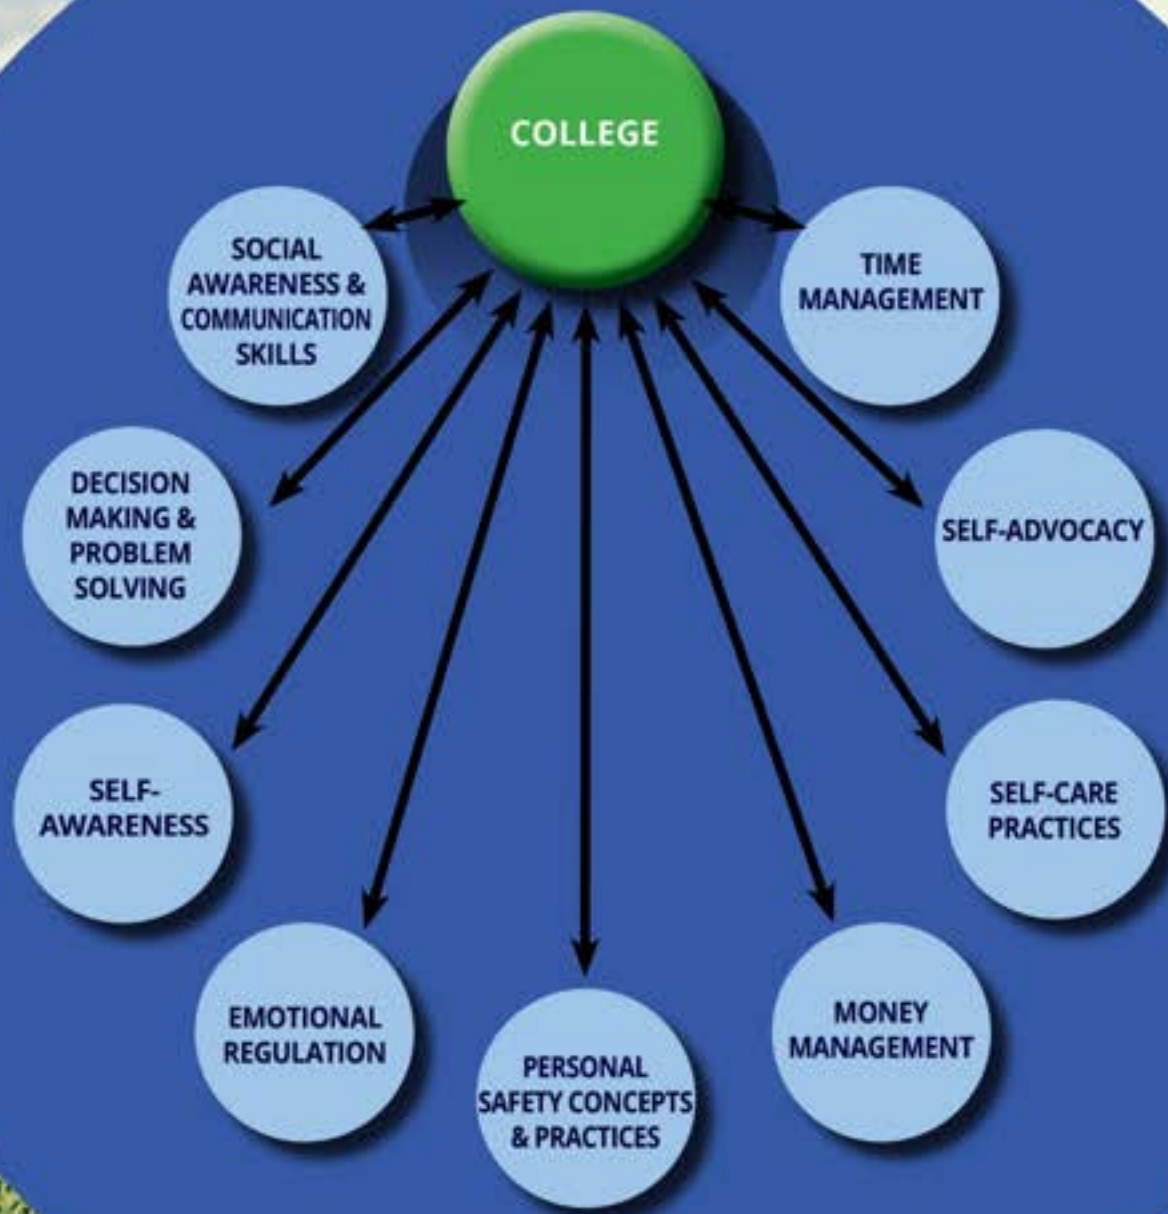 COLLEGE
SOCIAL
AWARENESS &
COMMUNICATION
SKILLS
TIME
MANAGEMENT
DECISION
MAKING &
PROBLEM
SOLVING
SELF-ADVOCACY
SELF-
AWARENESS
SELF-CARE
PRACTICES
EMOTIONAL
REGULATION
PERSONAL
SAFETY CONCEPTS
& PRACTICES
MONEY
MANAGEMENT